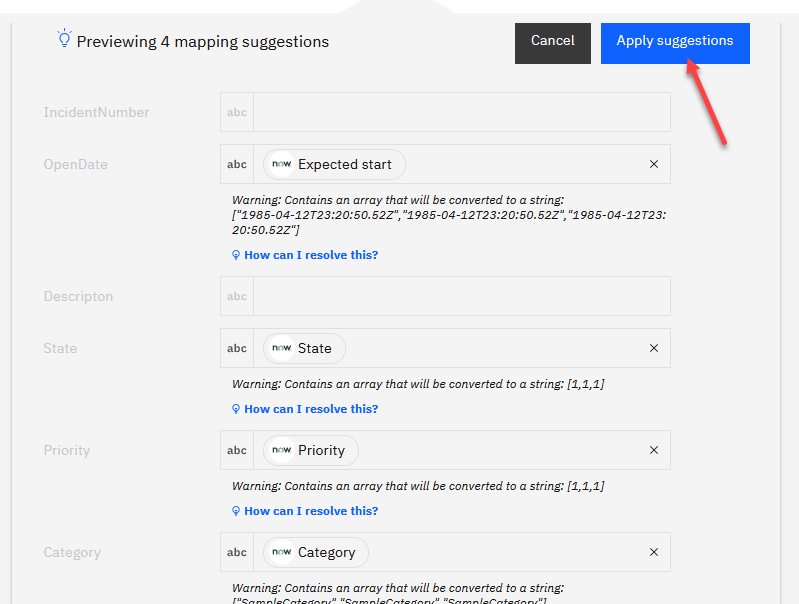 Previewing 4 mapping suggestions
Cancel
Apply suggestions
IncidentNumber
abc
OpenDate
abc
now
Expected start
Warning: Contains an array that will be converted to a string:
["1985-04-12T23:20:50.52Z","1985-04-12T23:20:50.52Z","1985-04-12T23:
20:50.52Z"]
How can I resolve this?
Descripton
abc
State
abc
now
State
Warning: Contains an array that will be converted to a string: [1,1,1]
How can I resolve this?
Priority
abc
now
Priority
Warning: Contains an array that will be converted to a string: [1,1,1]
How can I resolve this?
Category
abc
now
Category
Warning: Contains an array that will be converted to a string:
["SampleCategory","SampleCategory","SampleCategory"]